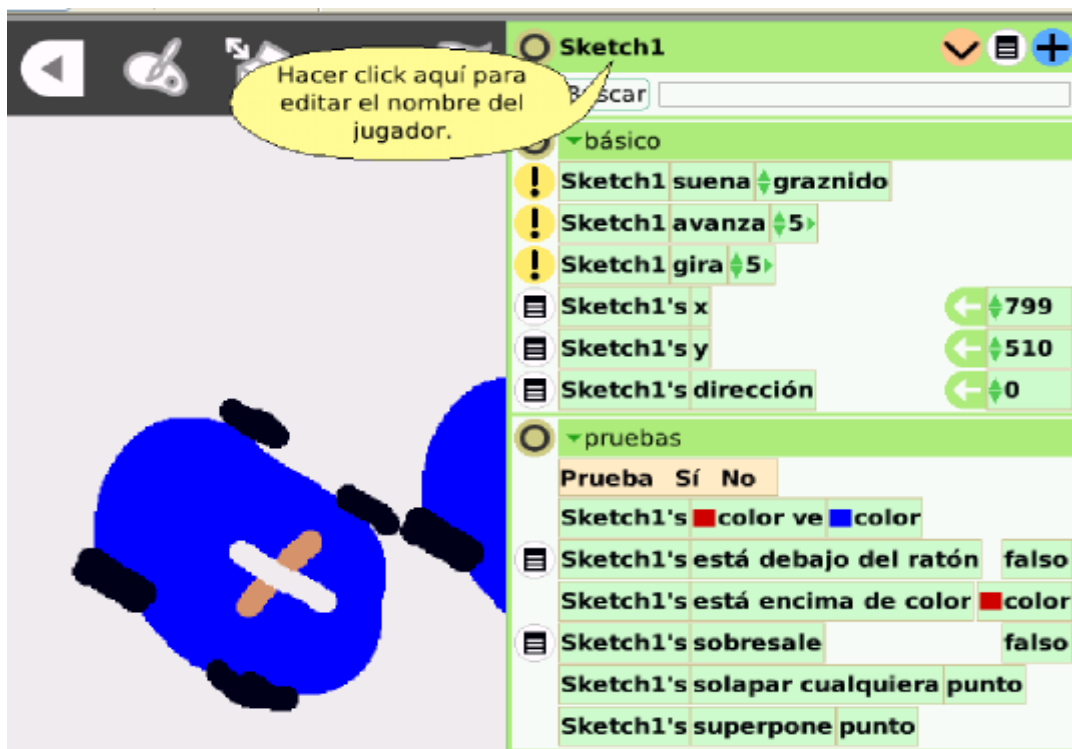 Sketch1
Hacer click aquí para
editar el nombre del
jugador.
básico
Sketch1 suena graznido
Sketch1 avanza 5
Sketch1 gira 5
Sketch1's x 799
Sketch1's y 510
Sketch1's dirección 0
pruebas
Prueba Sí No
Sketch1's color ve color
Sketch1's está debajo del ratón falso
Sketch1's está encima de color color
Sketch1's sobresale falso
Sketch1's solapar cualquiera punto
Sketch1's superpone punto